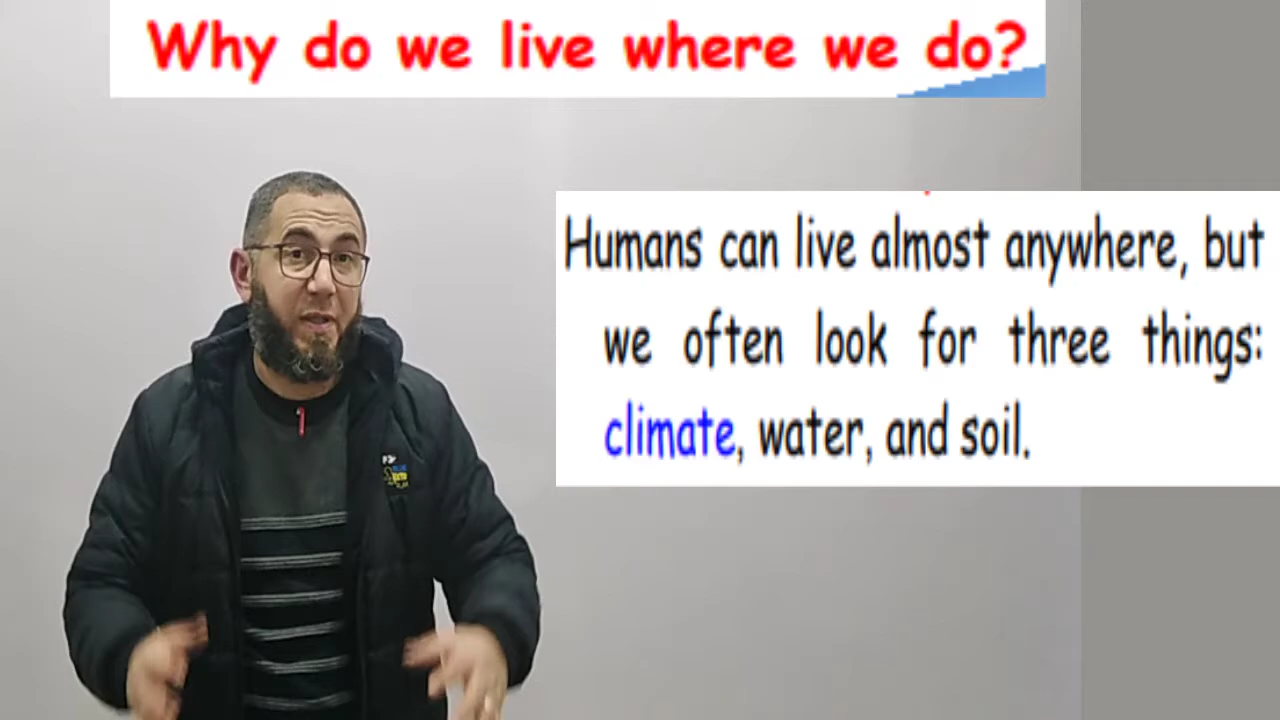 Why do we live where we do?
Humans can live almost anywhere, but
we often look for three things:
climate, water, and soil.